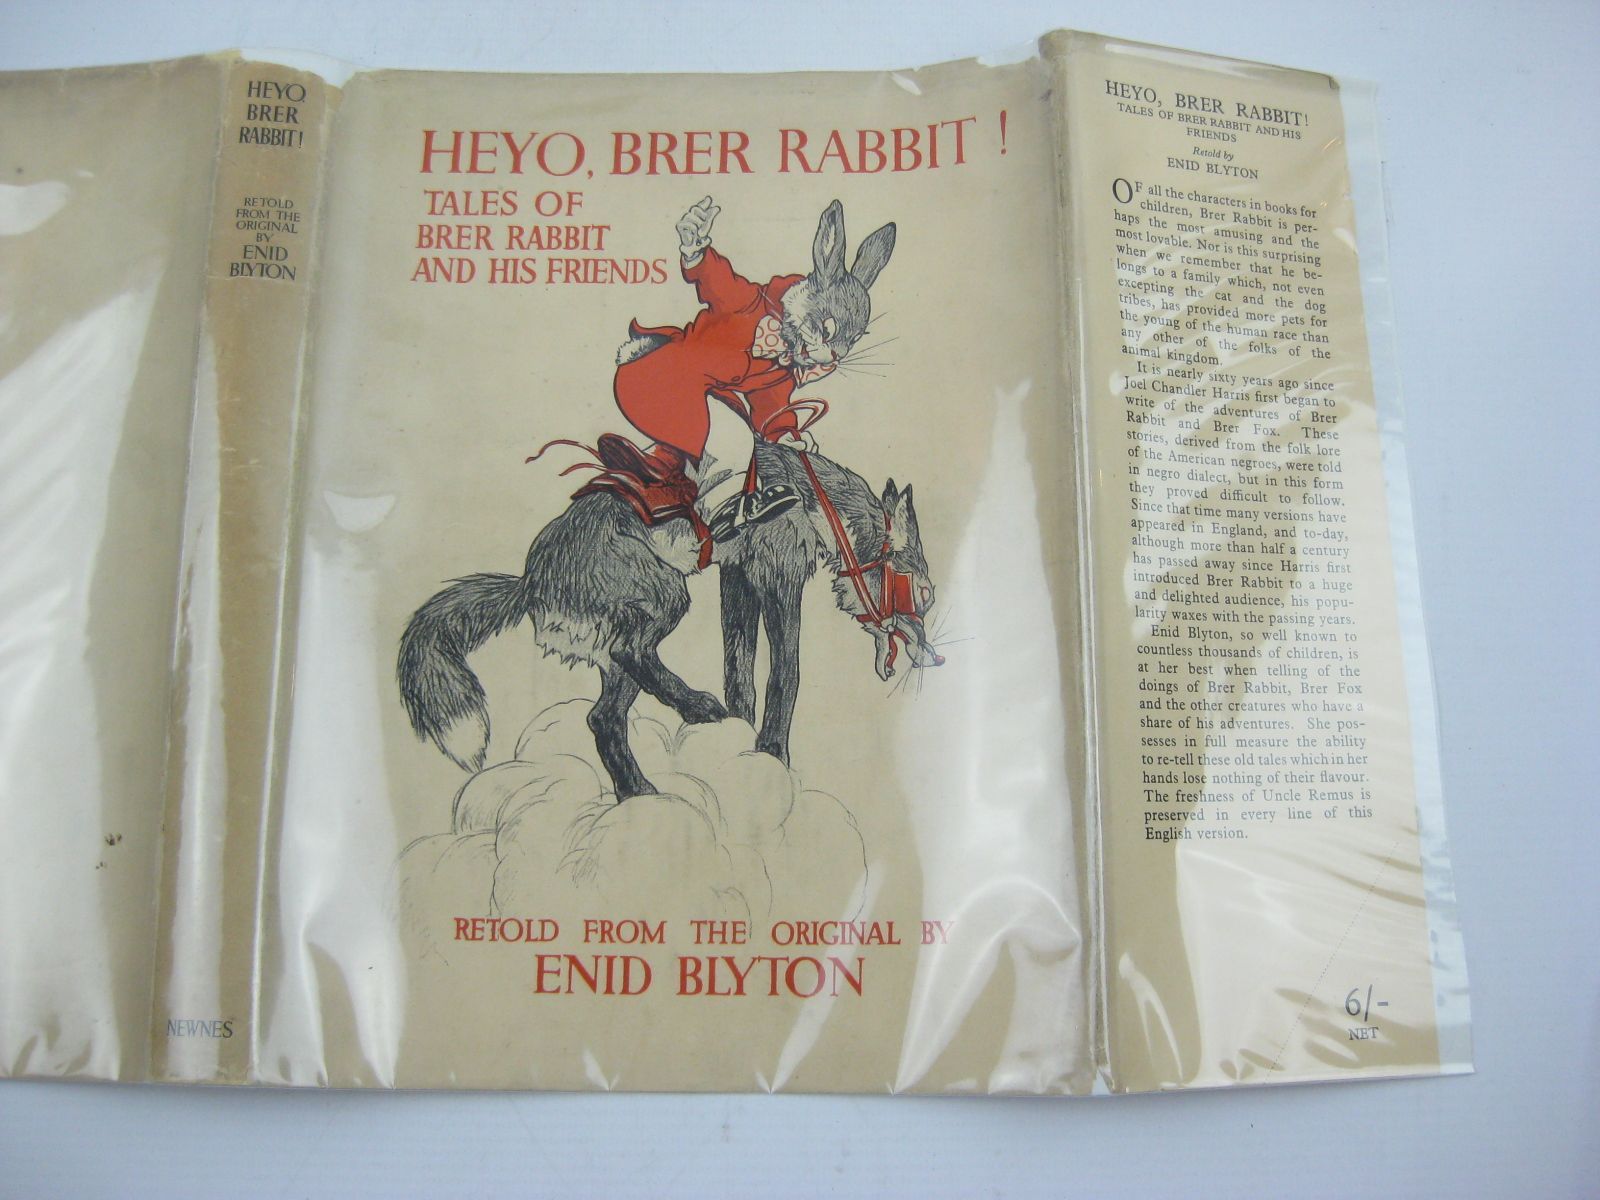 HEYO,
BRER
RABBIT!
RETOLD
FROM THE
ORIGINAL
BY
ENID
BLYTON
NEWNES
HEYO, BRER RABBIT!
TALES OF
BRER RABBIT
AND HIS FRIENDS
RETOLD FROM THE ORIGINAL BY
ENID BLYTON
HEYO, BRER RABBIT!
TALES OF BRER RABBIT AND HIS
FRIENDS
Retold by
ENID BLYTON
OF all the characters in books for
children, Brer Rabbit is per-
haps the most amusing and the
most lovable. Nor is this surprising
when we remember that he be-
longs to a family which, not even
excepting the cat and the dog
tribes, has provided more pets for
the young of the human race than
any other of the folks of the
animal kingdom.
It is nearly sixty years ago since
Joel Chandler Harris first began to
write of the adventures of Brer
Rabbit and Brer Fox. These
stories, derived from the folk lore
of the American negroes, were told
in negro dialect, but in this form
they proved difficult to follow.
Since that time many versions have
appeared in England, and to-day,
although more than half a century
has passed away since Harris first
introduced Brer Rabbit to a huge
and delighted audience, his popu-
larity waxes with the passing years.
Enid Blyton, so well known to
countless thousands of children, is
at her best when telling of the
doings of Brer Rabbit, Brer Fox
and the other creatures who have a
share of his adventures. She pos-
sesses in full measure the ability
to re-tell these old tales which in her
hands lose nothing of their flavour.
The freshness of Uncle Remus is
preserved in every line of this
English version.
6/-
NET